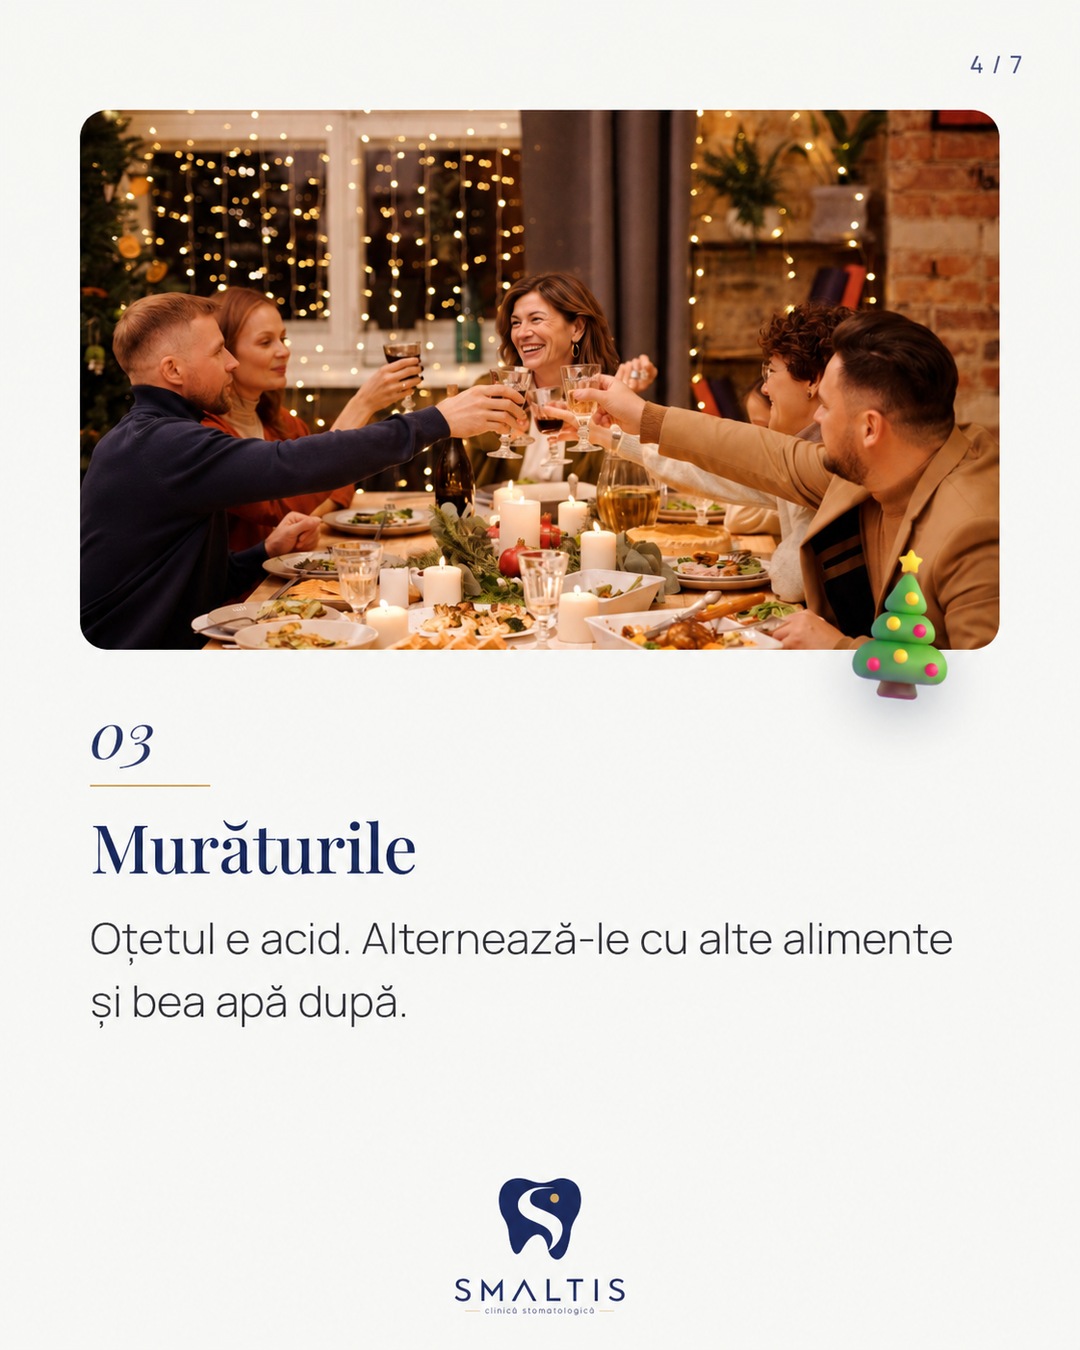 4 / 7
03
Murăturile
Oțetul e acid. Alternează-le cu alte alimente
și bea apă după.
SMALTIS
clinică stomatologică